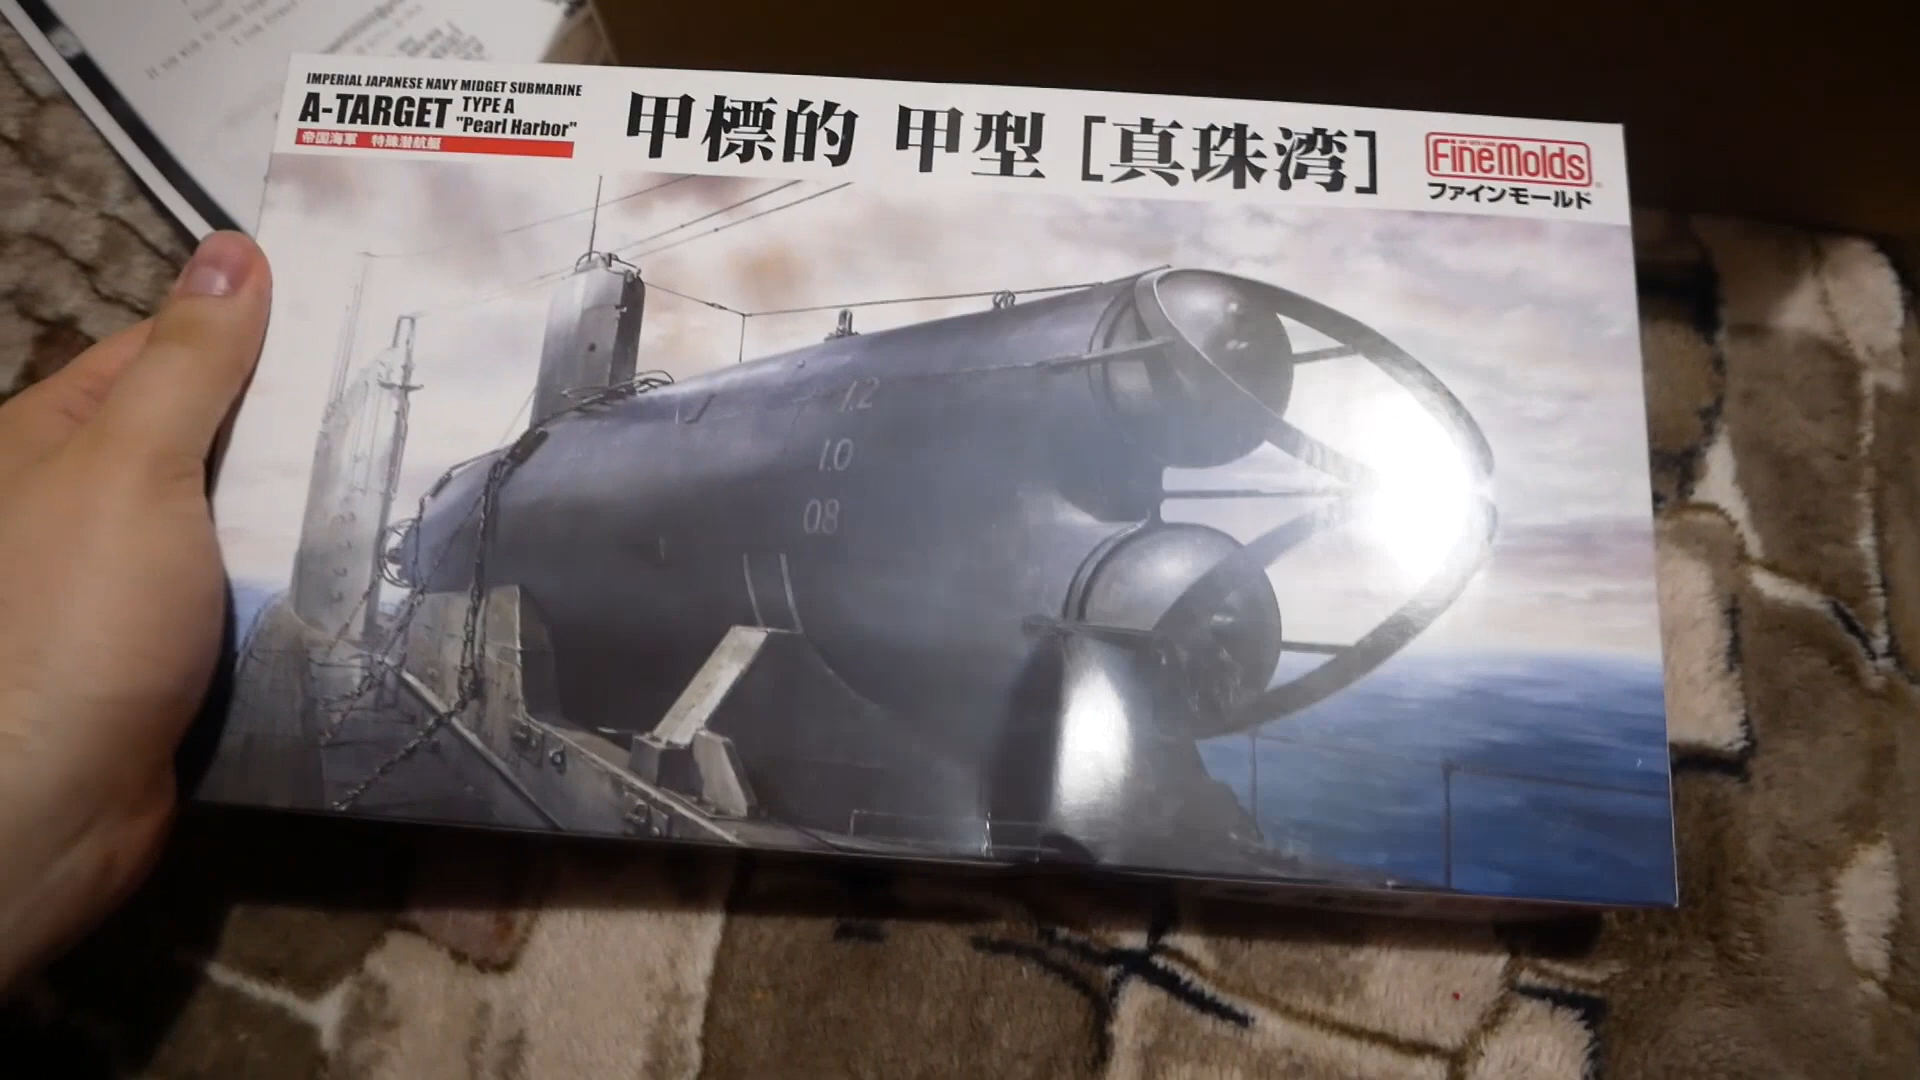 IMPERIAL JAPANESE NAVY MIDGET SUBMARINE
A-TARGET TYPE A "Pearl Harbor"
帝国海軍 特殊潜航艇
甲標的 甲型 [真珠湾]
FineMolds
ファインモールド
1.2
1.0
08